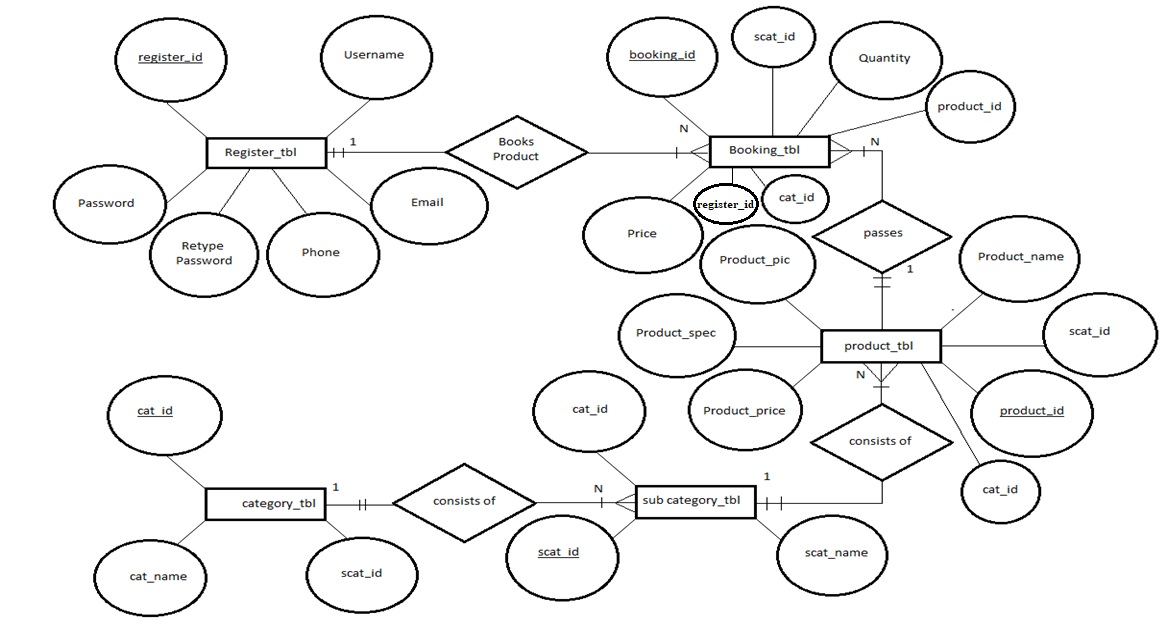 register_id
Username
booking_id
scat_id
Quantity
product_id
Register_tbl
1
Books
Product
N
Booking_tbl
N
Password
Retype
Password
Phone
Email
Price
register_id
cat_id
passes
1
Product_pic
Product_name
Product_spec
product_tbl
scat_id
N
Product_price
product_id
cat_id
consists of
cat_id
cat_id
category_tbl
1
consists of
N
sub category_tbl
1
cat_name
scat_id
scat_id
scat_name